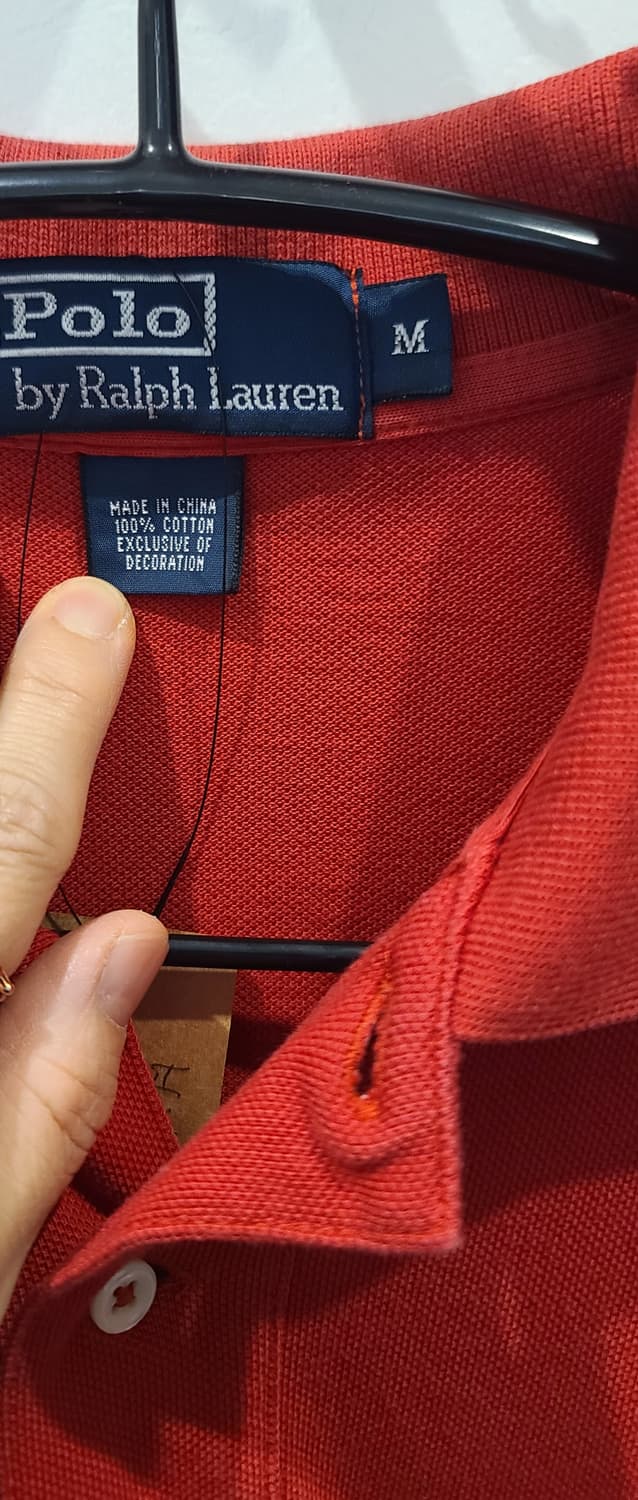 Polo
by Ralph Lauren
M
MADE IN CHINA
100% COTTON
EXCLUSIVE OF
DECORATION